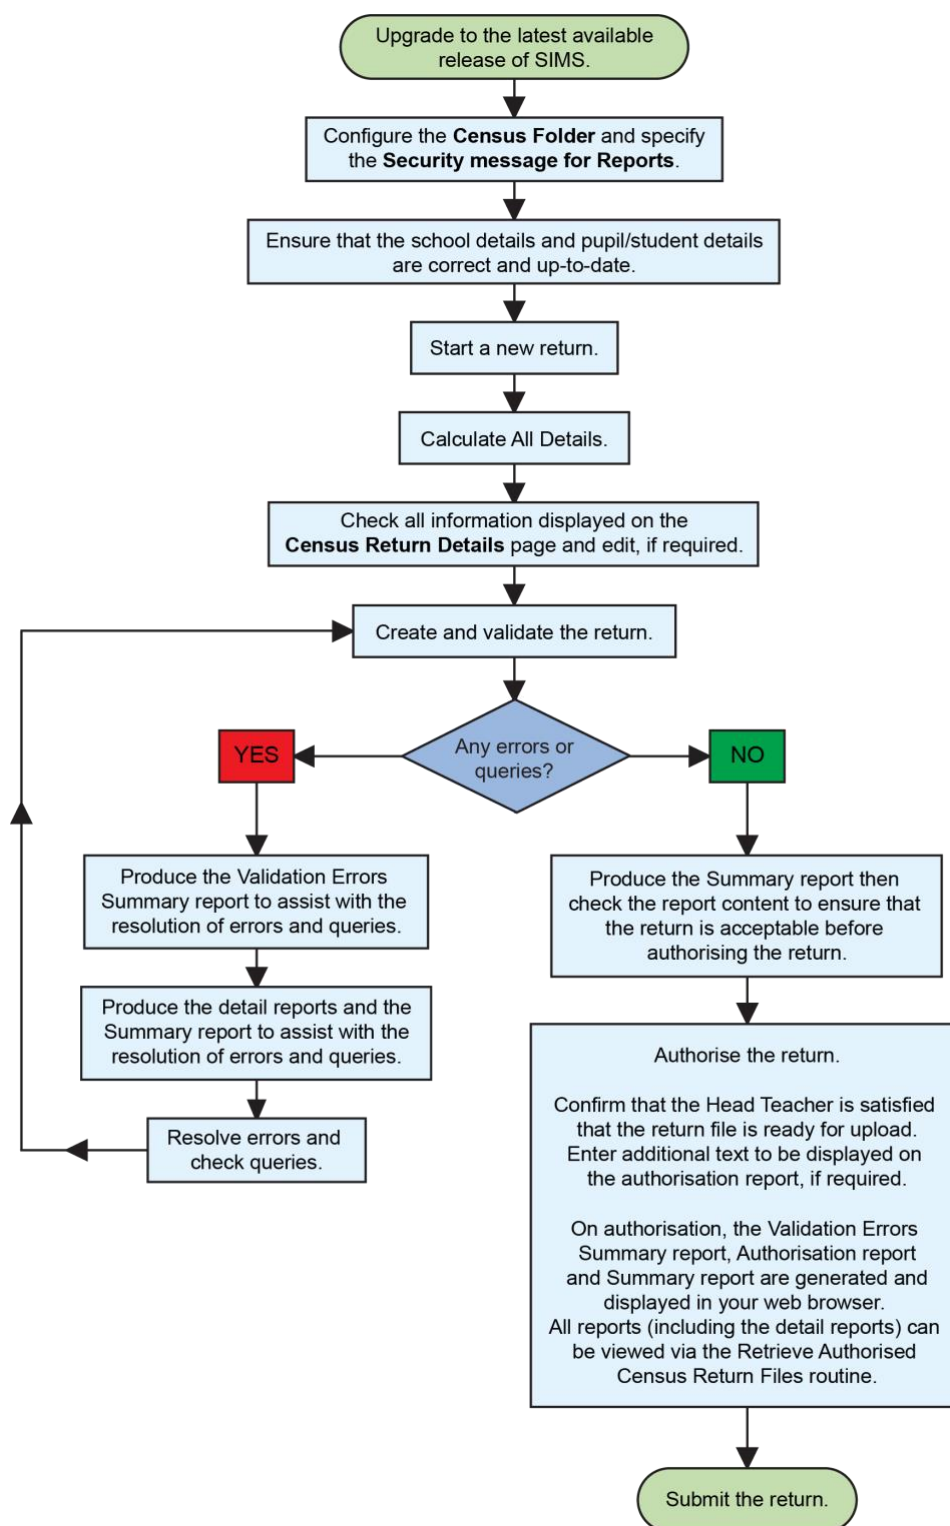 Upgrade to the latest available
release of SIMS.
Configure the Census Folder and specify
the Security message for Reports.
Ensure that the school details and pupil/student details
are correct and up-to-date.
Start a new return.
Calculate All Details.
Check all information displayed on the
Census Return Details page and edit, if required.
Create and validate the return.
Any errors or
queries?
YES
NO
Produce the Validation Errors
Summary report to assist with the
resolution of errors and queries.
Produce the detail reports and the
Summary report to assist with the
resolution of errors and queries.
Resolve errors and
check queries.
Produce the Summary report then
check the report content to ensure that
the return is acceptable before
authorising the return.
Authorise the return.
Confirm that the Head Teacher is satisfied
that the return file is ready for upload.
Enter additional text to be displayed on
the authorisation report, if required.
On authorisation, the Validation Errors
Summary report, Authorisation report
and Summary report are generated and
displayed in your web browser.
All reports (including the detail reports) can
be viewed via the Retrieve Authorised
Census Return Files routine.
Submit the return.